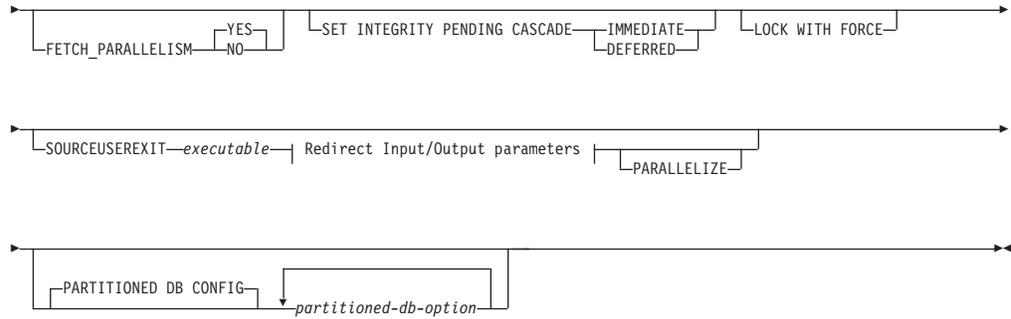 YES
FETCH_PARALLELISM NO
SET INTEGRITY PENDING CASCADE IMMEDIATE
DEFERRED
LOCK WITH FORCE
SOURCEUSEREXIT executable Redirect Input/Output parameters
PARALLELIZE
PARTITIONED DB CONFIG
partitioned-db-option